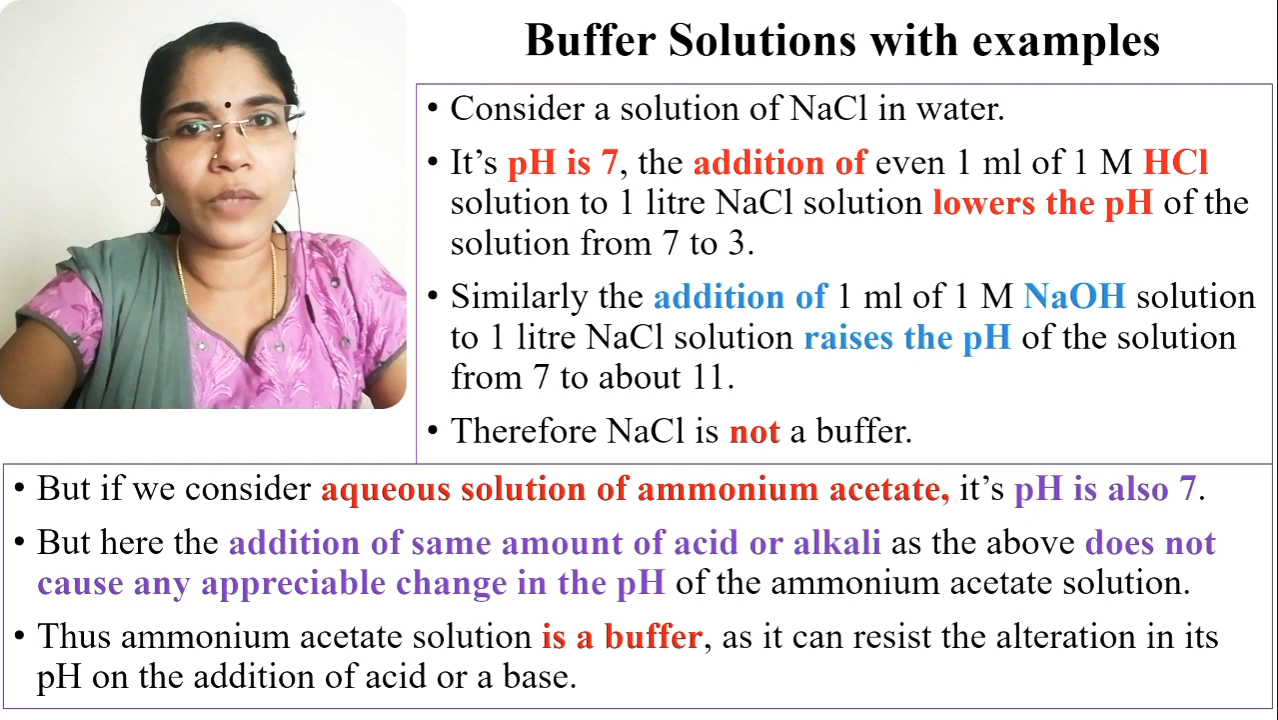 Buffer Solutions with examples
• Consider a solution of NaCl in water.
• It’s pH is 7, the addition of even 1 ml of 1 M HCl
solution to 1 litre NaCl solution lowers the pH of the
solution from 7 to 3.
• Similarly the addition of 1 ml of 1 M NaOH solution
to 1 litre NaCl solution raises the pH of the solution
from 7 to about 11.
• Therefore NaCl is not a buffer.
• But if we consider aqueous solution of ammonium acetate, it’s pH is also 7.
• But here the addition of same amount of acid or alkali as the above does not
cause any appreciable change in the pH of the ammonium acetate solution.
• Thus ammonium acetate solution is a buffer, as it can resist the alteration in its
pH on the addition of acid or a base.